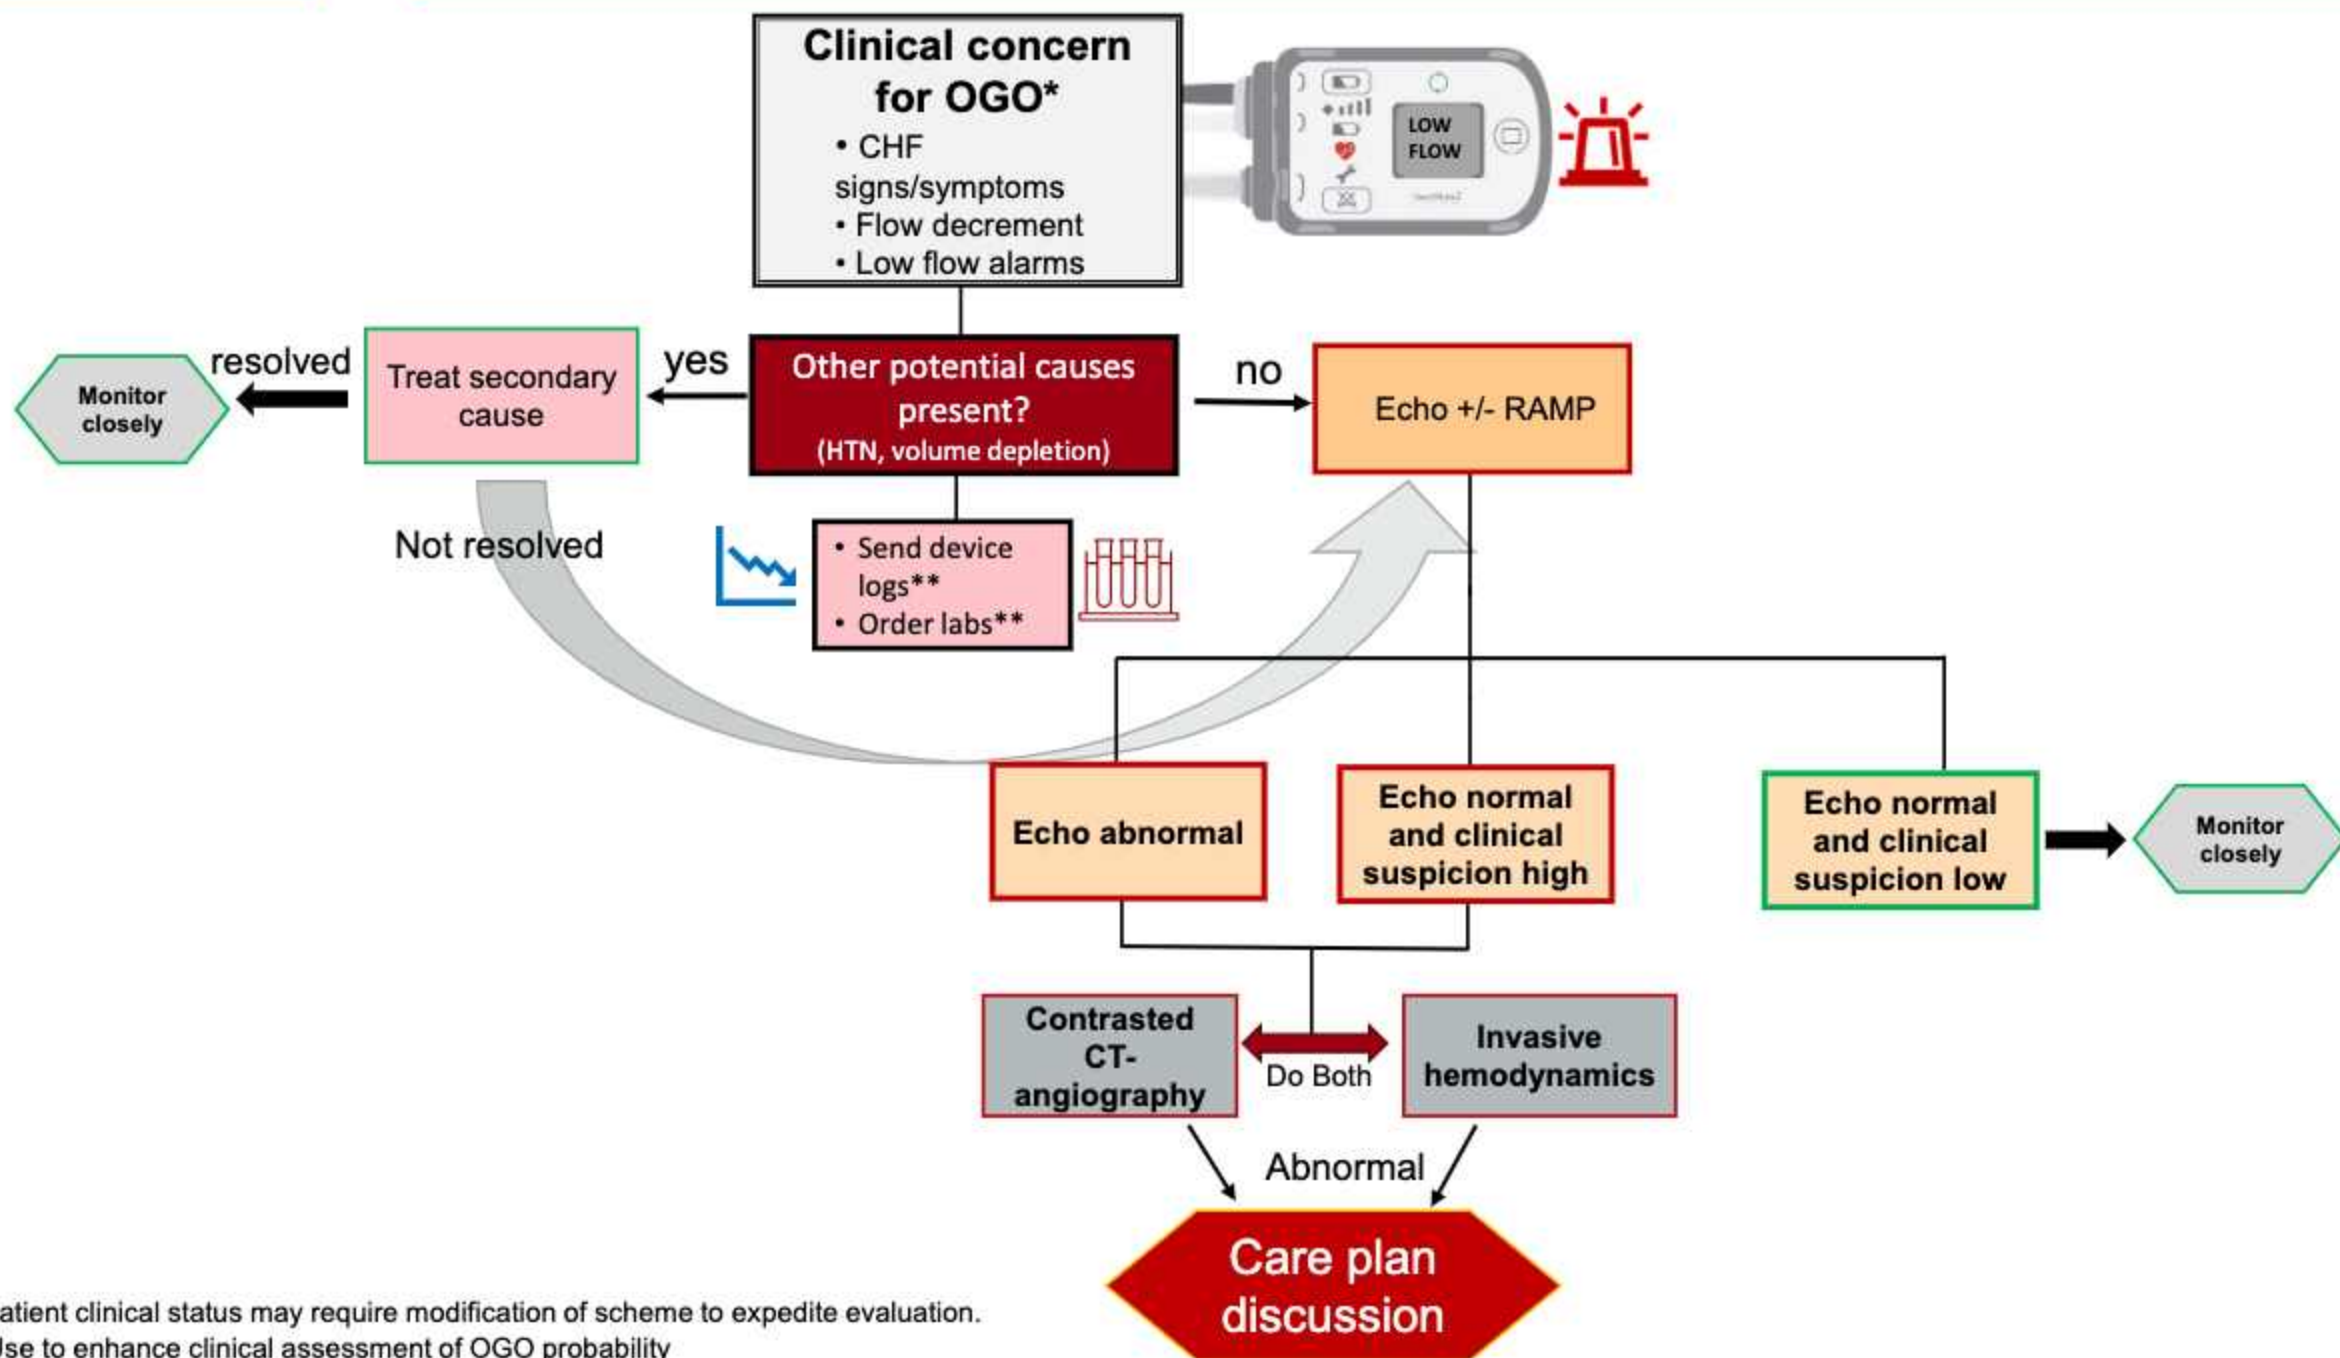 Clinical concern
for OGO*
• CHF
signs/symptoms
• Flow decrement
• Low flow alarms
LOW
FLOW
resolved
Monitor
closely
Treat secondary
cause
yes
Other potential causes
present?
(HTN, volume depletion)
no
Echo +/- RAMP
Not resolved
• Send device
logs**
• Order labs**
Echo abnormal
Echo normal
and clinical
suspicion high
Echo normal
and clinical
suspicion low
Monitor
closely
Contrasted
CT-
angiography
Do Both
Invasive
hemodynamics
Abnormal
Care plan
discussion
atient clinical status may require modification of scheme to expedite evaluation.
Use to enhance clinical assessment of OGO probability